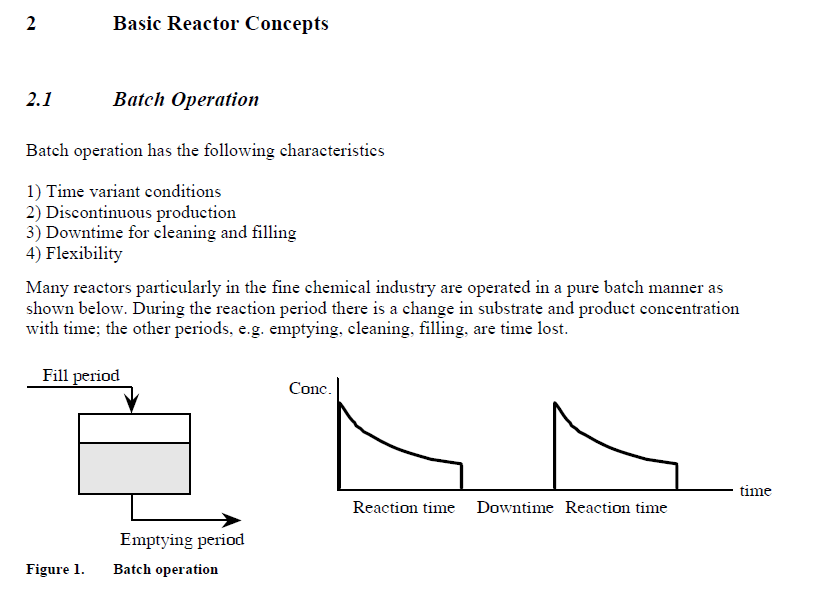 2 Basic Reactor Concepts
2.1 Batch Operation
Batch operation has the following characteristics
1) Time variant conditions
2) Discontinuous production
3) Downtime for cleaning and filling
4) Flexibility
Many reactors particularly in the fine chemical industry are operated in a pure batch manner as
shown below. During the reaction period there is a change in substrate and product concentration
with time; the other periods, e.g. emptying, cleaning, filling, are time lost.
Fill period
Emptying period
Conc.
time
Reaction time Downtime Reaction time
Figure 1. Batch operation